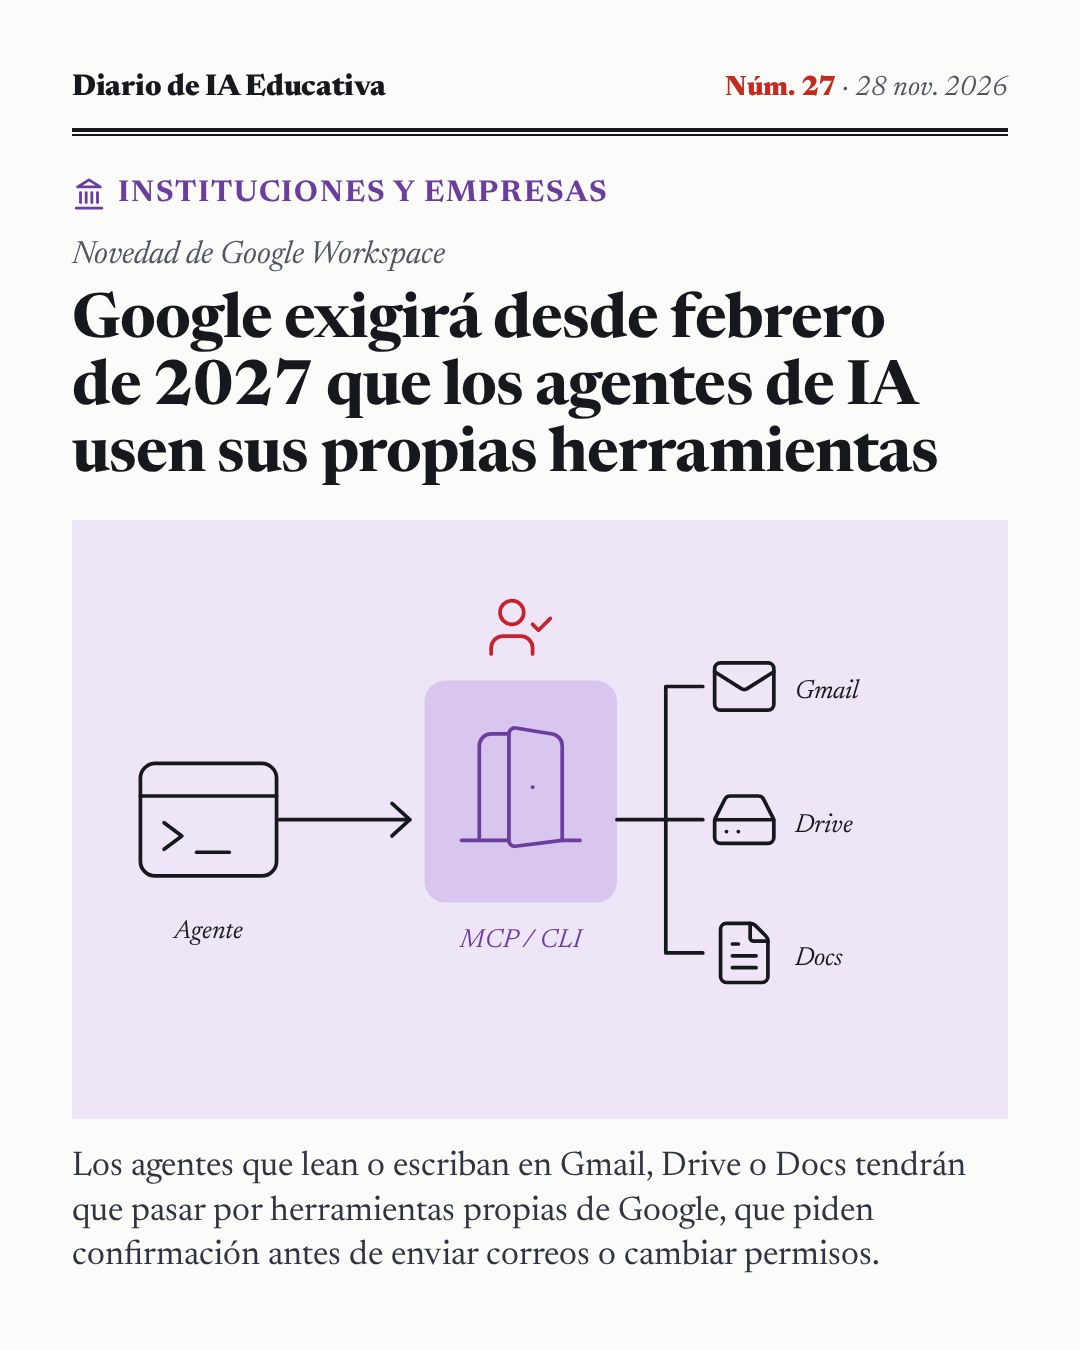 Diario de IA Educativa
Núm. 27 · 28 nov. 2026
INSTITUCIONES Y EMPRESAS
Novedad de Google Workspace
Google exigirá desde febrero
de 2027 que los agentes de IA
usen sus propias herramientas
Agente
MCP / CLI
Gmail
Drive
Docs
Los agentes que lean o escriban en Gmail, Drive o Docs tendrán
que pasar por herramientas propias de Google, que piden
confirmación antes de enviar correos o cambiar permisos.